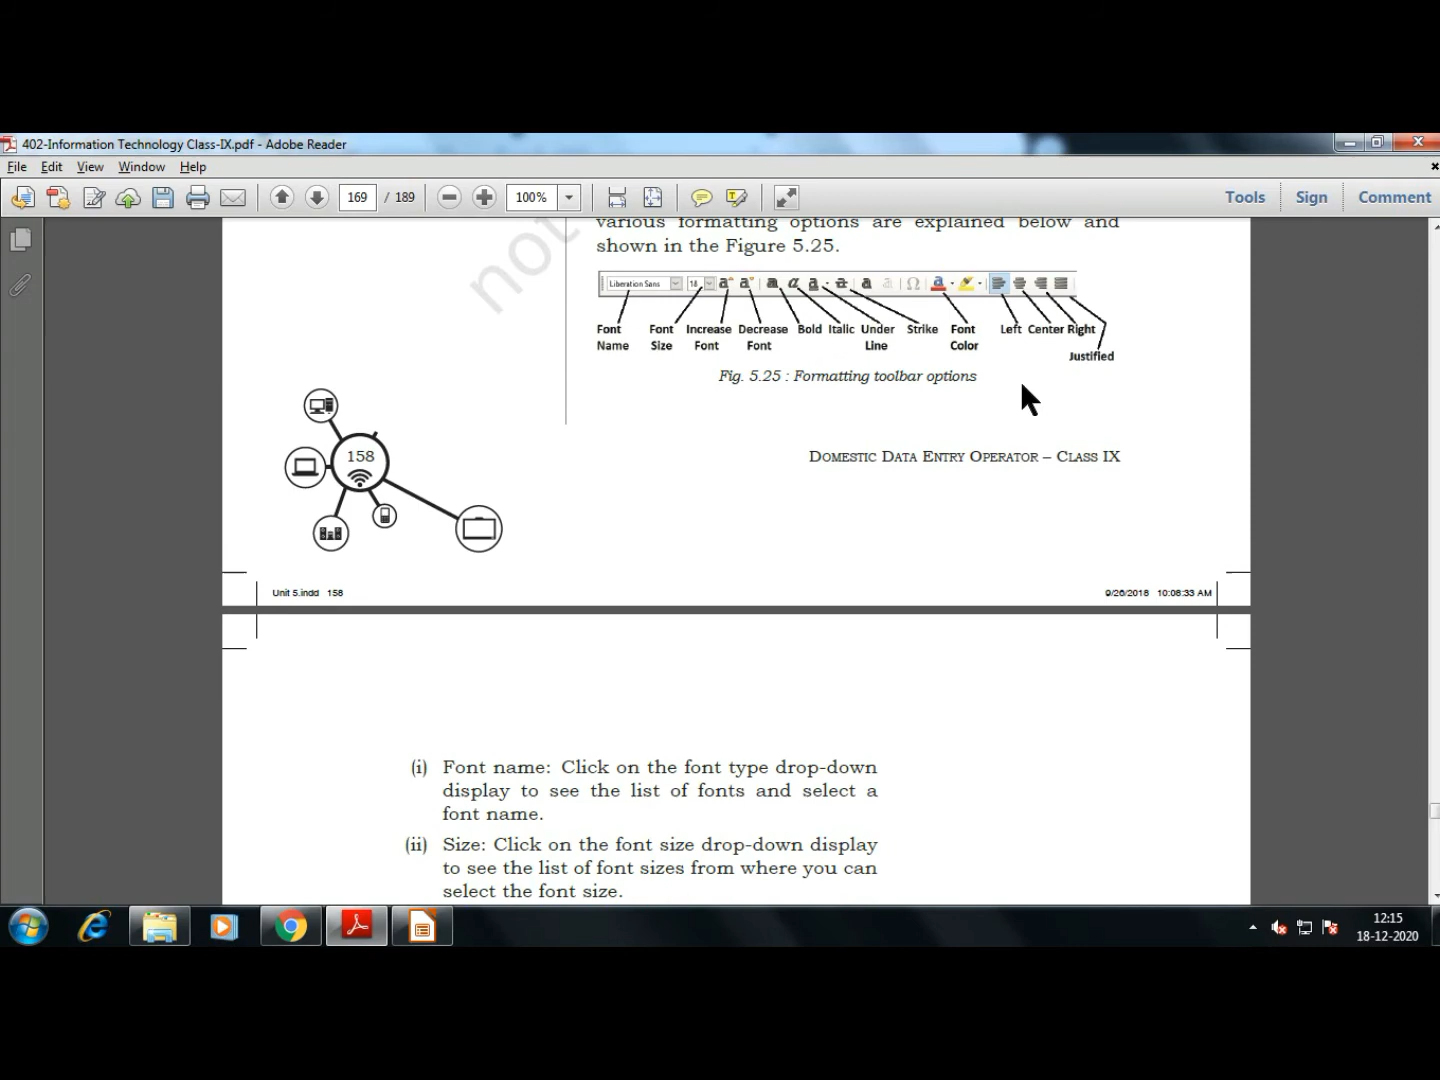 402-Information Technology Class-IX.pdf - Adobe Reader
File Edit View Window Help
169 / 189 100% Tools Sign Comment
various formatting options are explained below and
shown in the Figure 5.25.
not
Liberation Sans 18
Font Name
Font Size
Increase Font
Decrease Font
Bold
Italic
Under Line
Strike
Font Color
Left
Center
Right
Justified
Fig. 5.25 : Formatting toolbar options
158
DOMESTIC DATA ENTRY OPERATOR – CLASS IX
Unit 5.indd 158
9/26/2018 10:08:33 AM
(i) Font name: Click on the font type drop-down
display to see the list of fonts and select a
font name.
(ii) Size: Click on the font size drop-down display
to see the list of font sizes from where you can
select the font size.
12:15
18-12-2020